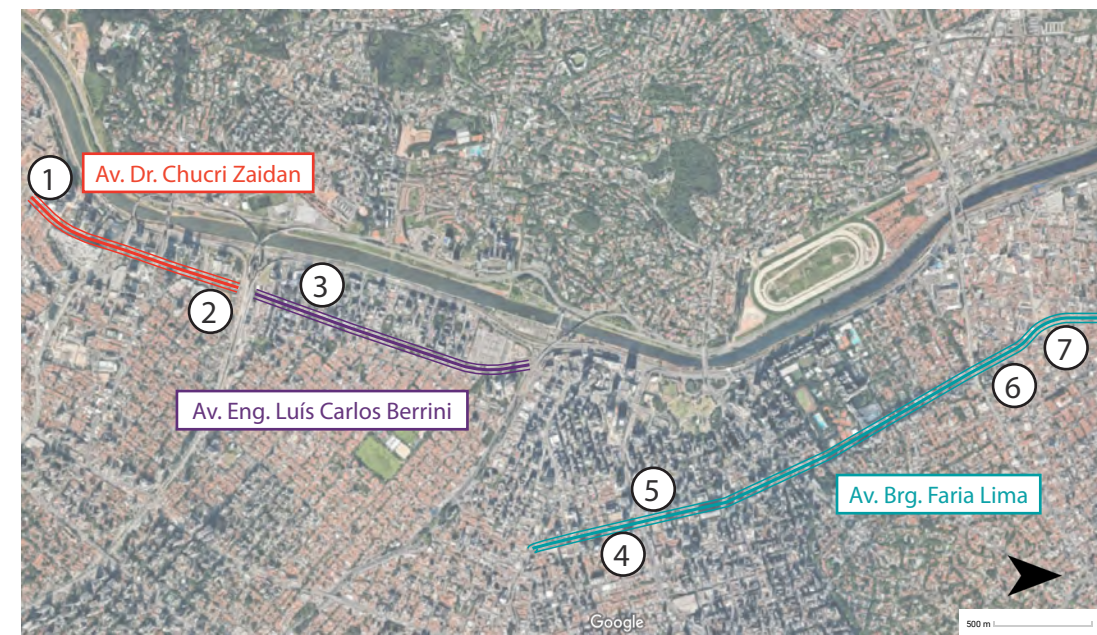 1
Av. Dr. Chucri Zaidan
2
3
Av. Eng. Luís Carlos Berrini
7
6
5
Av. Brg. Faria Lima
4
Google
500 m